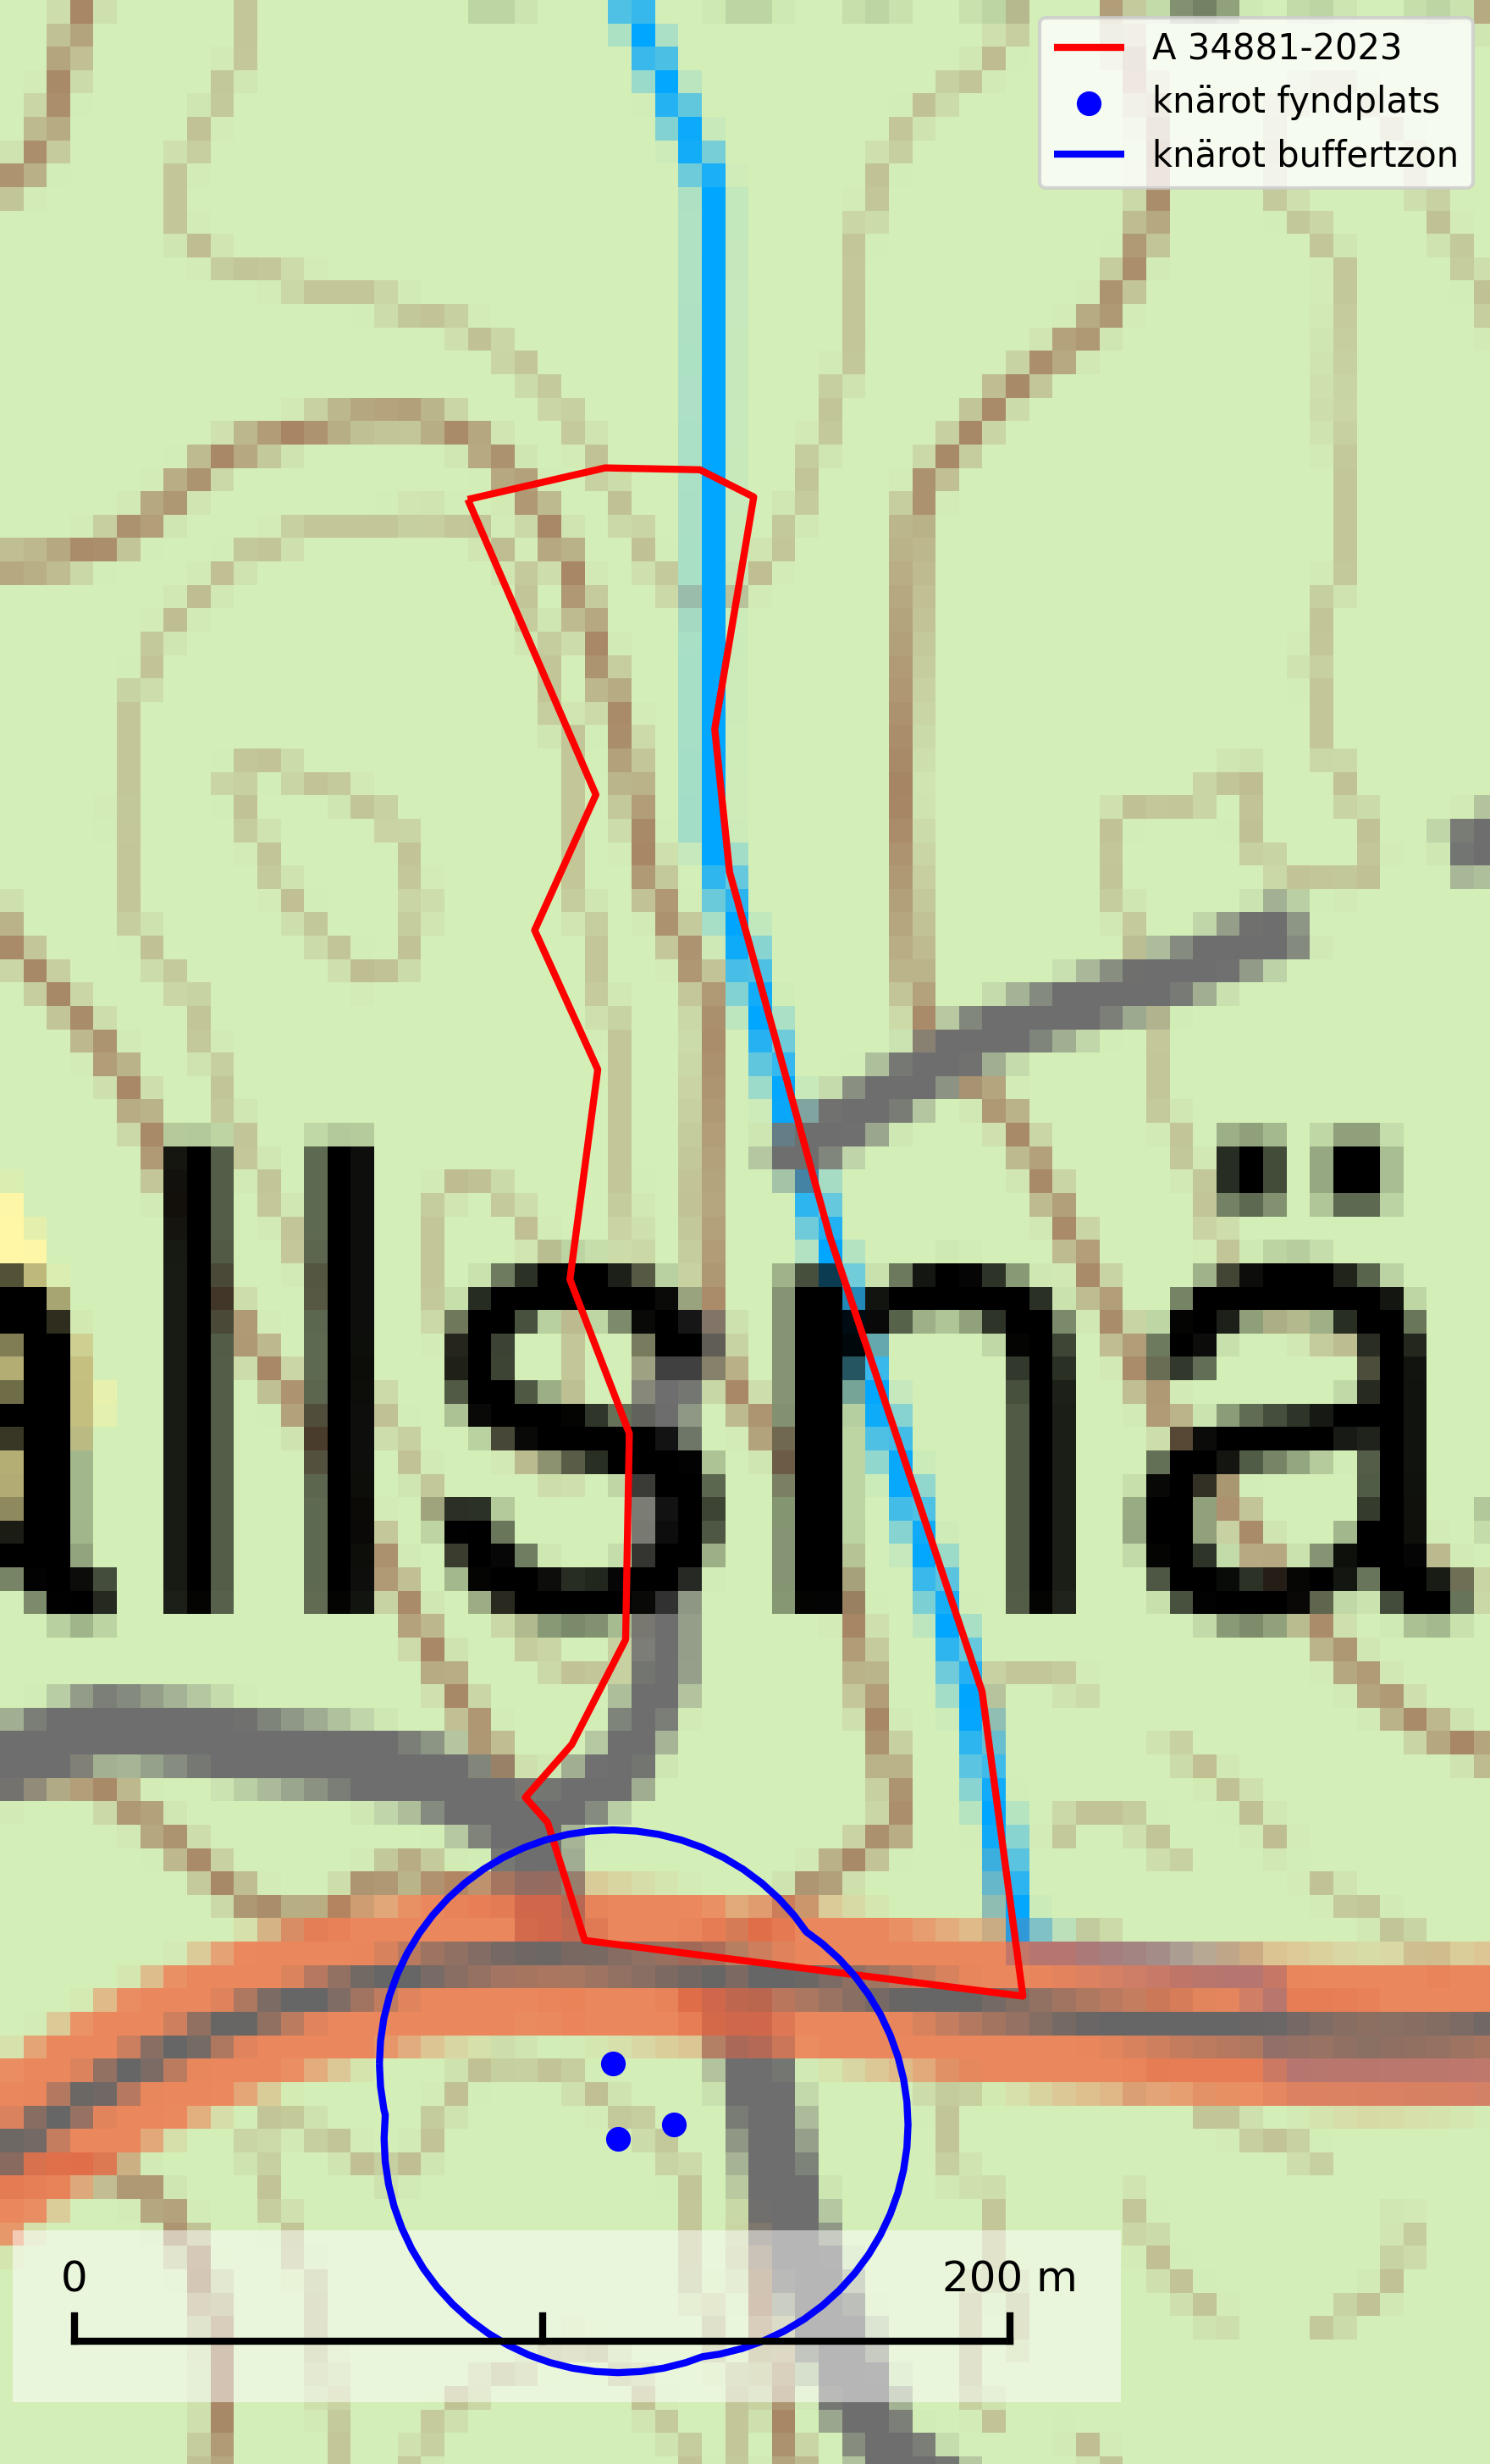 A 34881-2023
knärot fyndplats
knärot buffertzon
allsnä
0 200 m